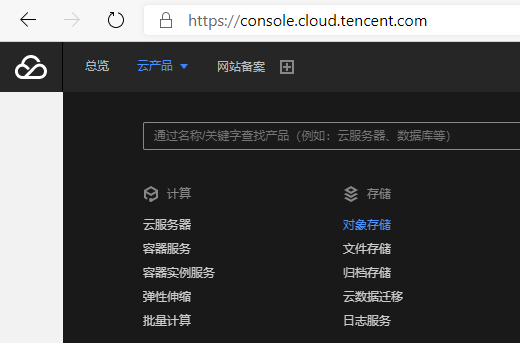 https://console.cloud.tencent.com
总览 云产品 网站备案
通过名称/关键字查找产品（例如：云服务器、数据库等）
计算 存储
云服务器 对象存储
容器服务 文件存储
容器实例服务 归档存储
弹性伸缩 云数据迁移
批量计算 日志服务